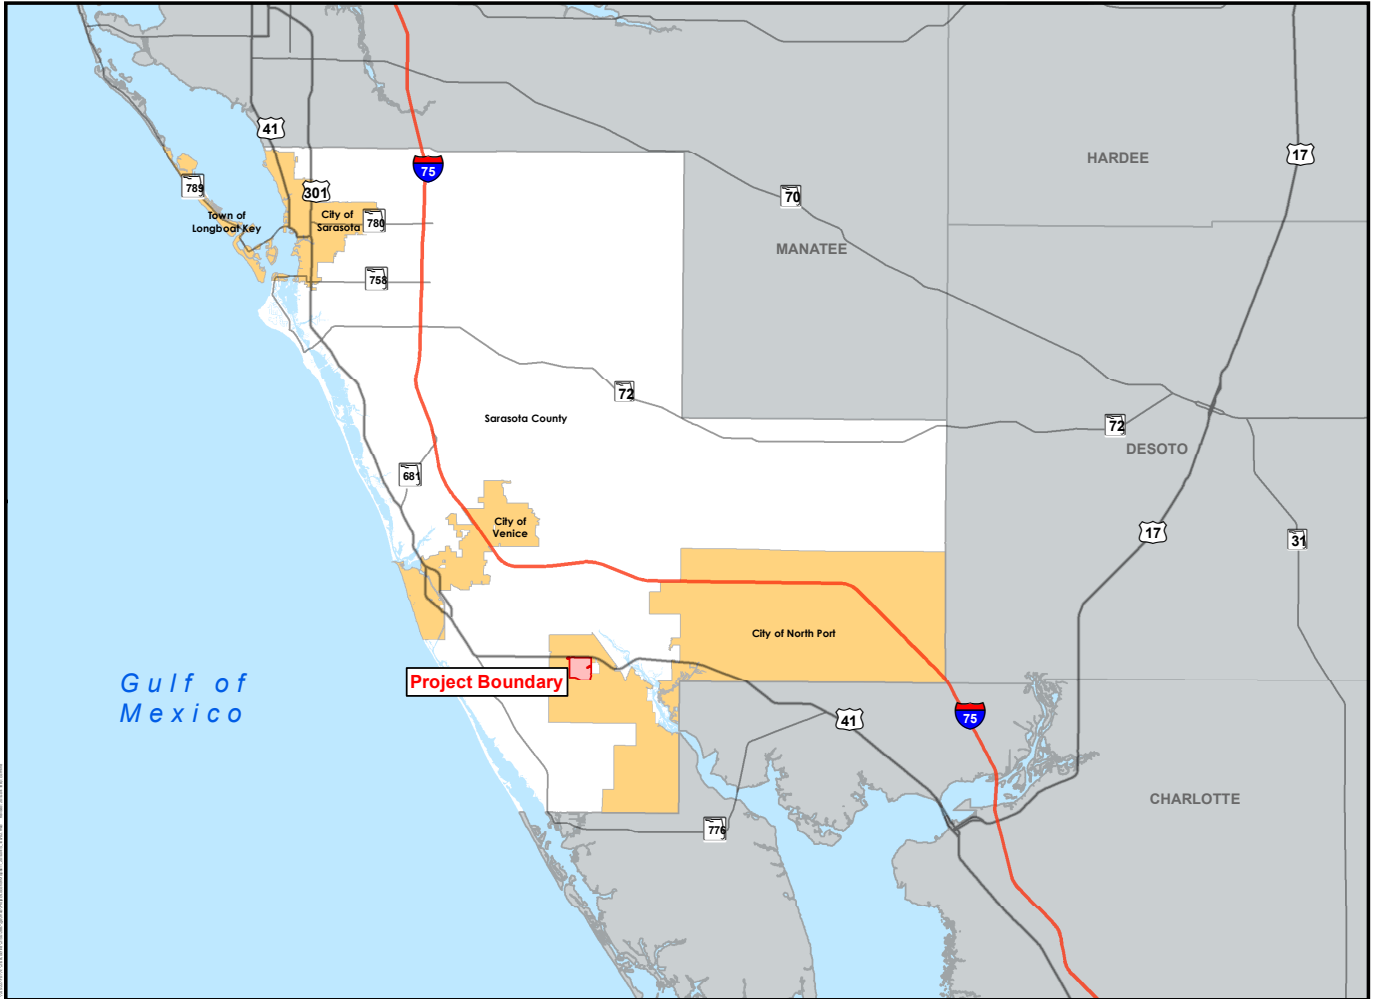 41
75
HARDEE
17
789
301
70
Town of
Longboat Key
City of
Sarasota
780
MANATEE
758
72
Sarasota County
72
DESOTO
681
City of
Venice
17
31
City of North Port
Project Boundary
Gulf of
Mexico
41
75
CHARLOTTE
776